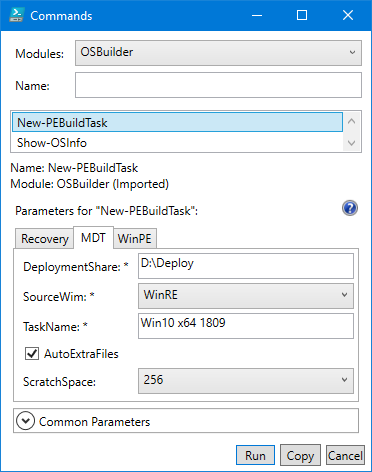 Commands
Modules: OSBuilder
Name:
New-PEBuildTask
Show-OSInfo
Name: New-PEBuildTask
Module: OSBuilder (Imported)
Parameters for "New-PEBuildTask": ?
Recovery MDT WinPE
DeploymentShare: * D:\Deploy
SourceWim: * WinRE
TaskName: * Win10 x64 1809
AutoExtraFiles
ScratchSpace: 256
Common Parameters
Run Copy Cancel